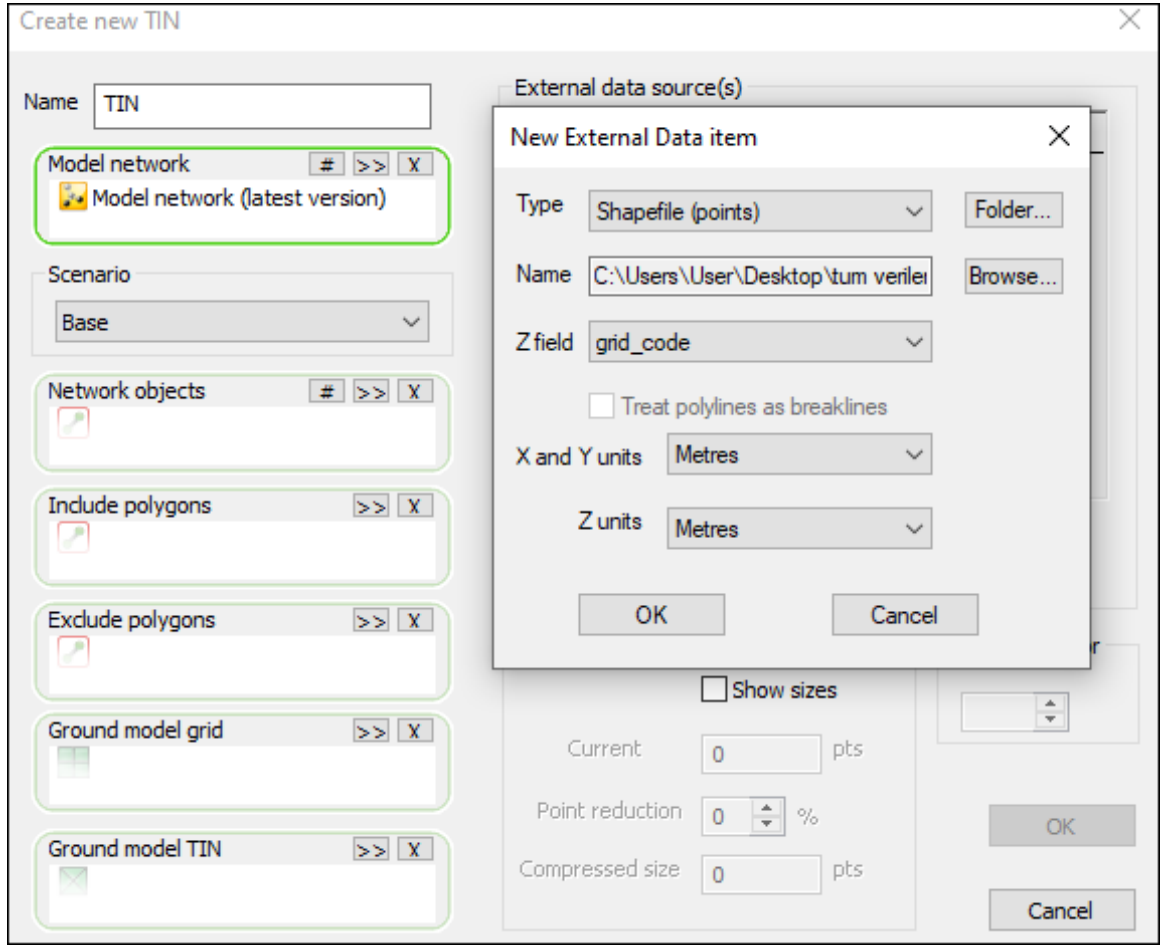 Create new TIN
Name TIN
Model network # >> X
Model network (latest version)
Scenario
Base
Network objects # >> X
Include polygons >> X
Exclude polygons >> X
Ground model grid >> X
Ground model TIN >> X
External data source(s)
New External Data item
Type Shapefile (points) Folder...
Name C:\Users\User\Desktop\tum veriler Browse...
Z field grid_code
Treat polylines as breaklines
X and Y units Metres
Z units Metres
OK Cancel
Show sizes
Current 0 pts
Point reduction 0 %
Compressed size 0 pts
OK
Cancel